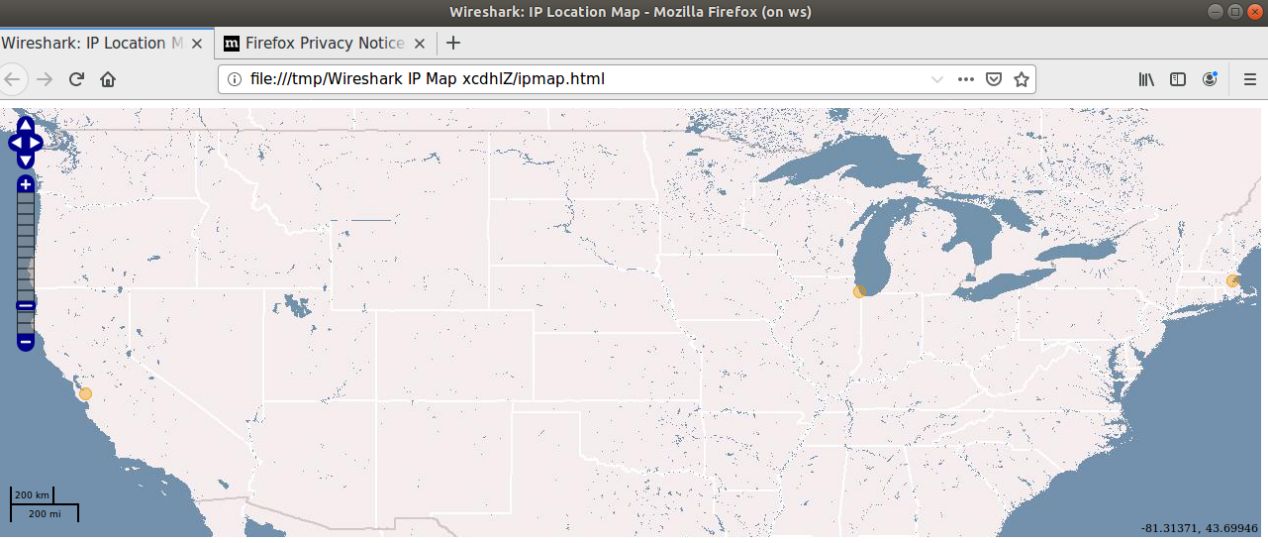 Wireshark: IP Location Map - Mozilla Firefox (on ws)
Wireshark: IP Location M
Firefox Privacy Notice
file:///tmp/Wireshark IP Map xcdhIZ/ipmap.html
200 km
200 mi
-81.31371, 43.69946